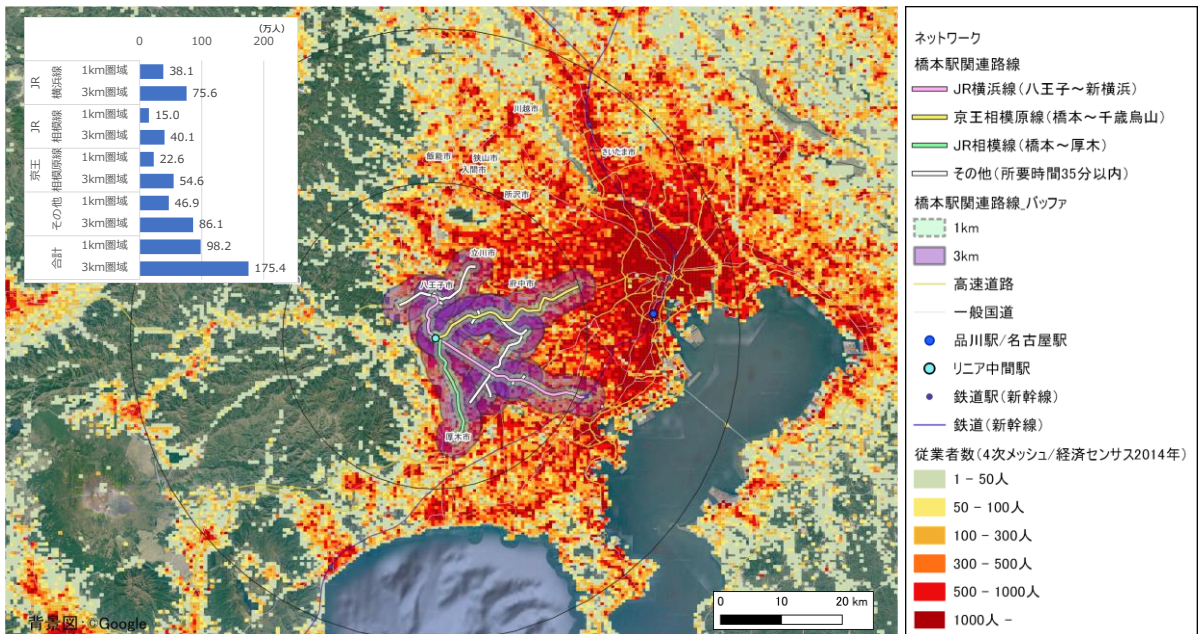 (万人)
0
100
200
JR
横浜線
1km圏域
38.1
3km圏域
75.6
JR
相模線
1km圏域
15.0
3km圏域
40.1
京王
相模原線
1km圏域
22.6
3km圏域
54.6
その他
1km圏域
46.9
3km圏域
86.1
合計
1km圏域
98.2
3km圏域
175.4
川越市
さいたま市
飯能市
狭山市
入間市
所沢市
立川市
八王子市
府中市
厚木市
背景図:©Google
0 10 20 km
ネットワーク
橋本駅関連路線
JR横浜線(八王子～新横浜)
京王相模原線(橋本～千歳烏山)
JR相模線(橋本～厚木)
その他(所要時間35分以内)
橋本駅関連路線_バッファ
1km
3km
高速道路
一般国道
品川駅/名古屋駅
リニア中間駅
鉄道駅(新幹線)
鉄道(新幹線)
従業者数(4次メッシュ/経済センサス2014年)
1 - 50人
50 - 100人
100 - 300人
300 - 500人
500 - 1000人
1000人 -